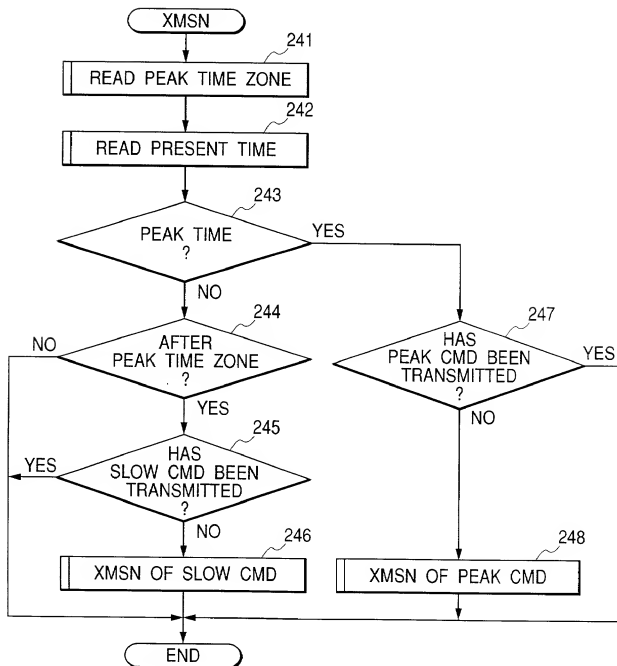 XMSN
241
READ PEAK TIME ZONE
242
READ PRESENT TIME
243
PEAK TIME
?
YES
NO
244
AFTER
PEAK TIME ZONE
?
NO
YES
247
HAS
PEAK CMD BEEN
TRANSMITTED
?
YES
NO
245
HAS
SLOW CMD BEEN
TRANSMITTED
?
YES
NO
246
XMSN OF SLOW CMD
248
XMSN OF PEAK CMD
END